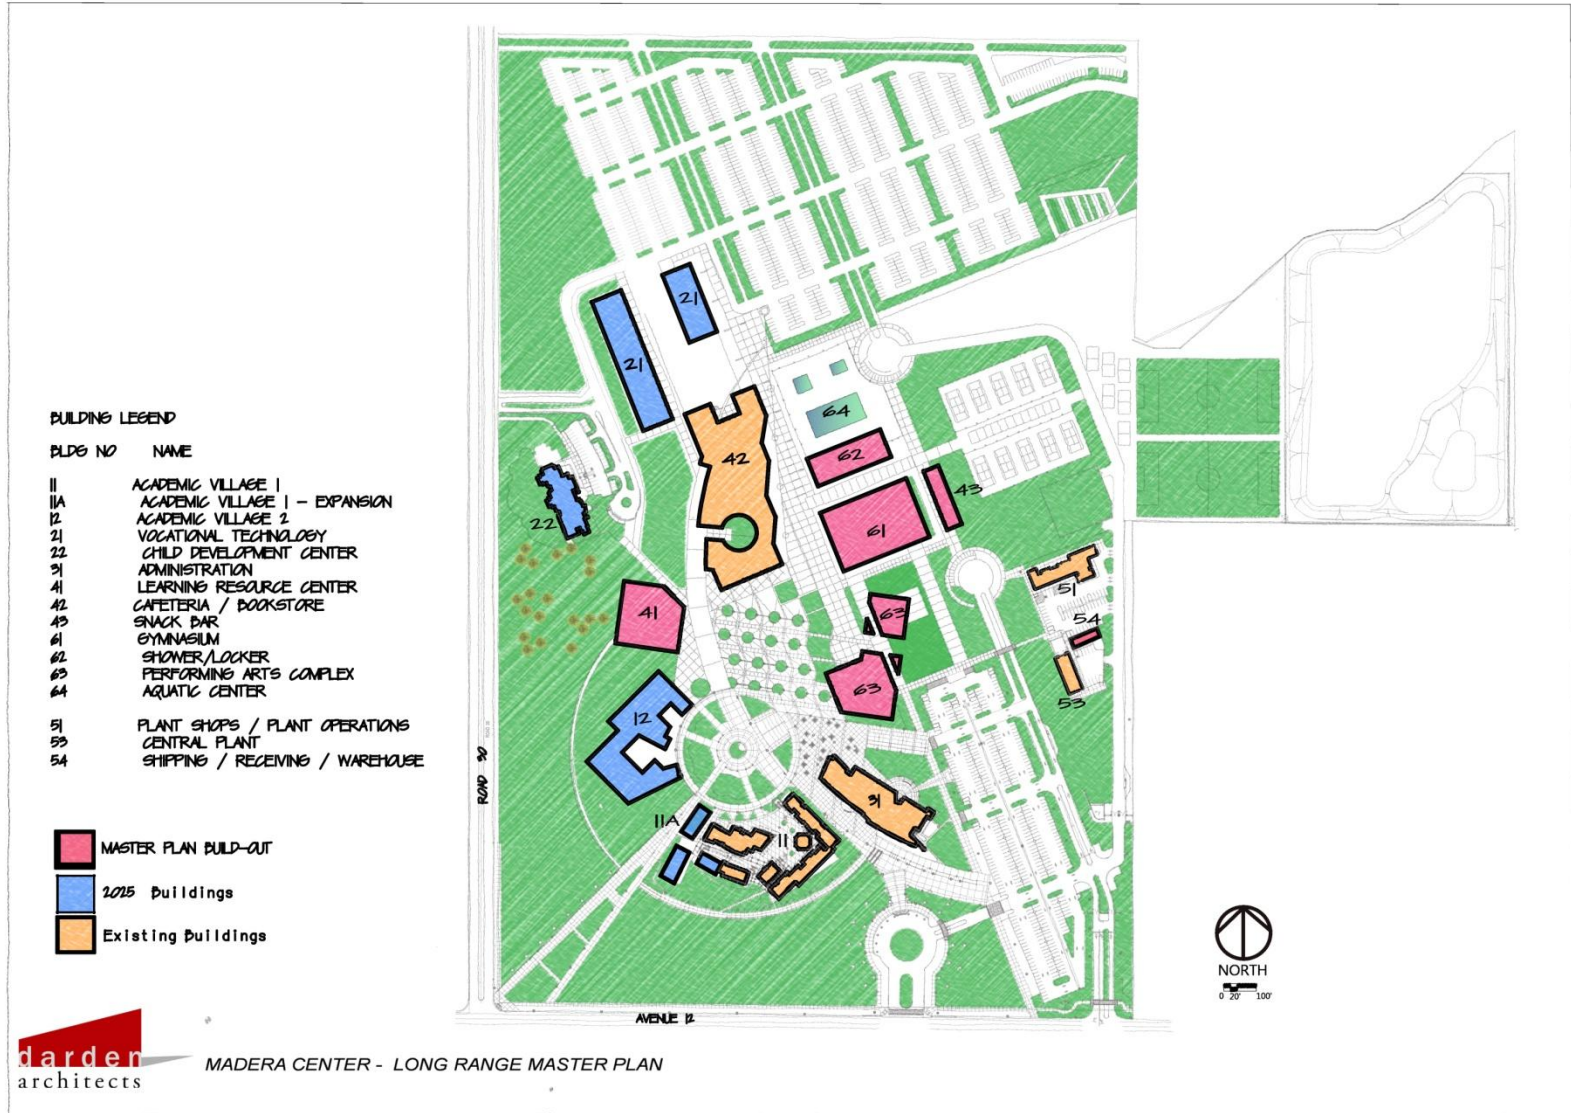 BUILDING LEGEND
BLDG NO NAME
11 ACADEMIC VILLAGE 1
11A ACADEMIC VILLAGE 1 - EXPANSION
12 ACADEMIC VILLAGE 2
21 VOCATIONAL TECHNOLOGY
22 CHILD DEVELOPMENT CENTER
31 ADMINISTRATION
41 LEARNING RESOURCE CENTER
42 CAFETERIA / BOOKSTORE
43 SNACK BAR
61 GYMNASIUM
62 SHOWER/LOCKER
63 PERFORMING ARTS COMPLEX
64 AQUATIC CENTER
51 PLANT SHOPS / PLANT OPERATIONS
53 CENTRAL PLANT
54 SHIPPING / RECEIVING / WAREHOUSE
MASTER PLAN BUILD-OUT
2025 Buildings
Existing Buildings
21
21
64
42
62
43
22
61
51
41
63
54
63
53
12
31
11A
11
ROAD 30
AVENUE 12
NORTH
0 20' 100'
darden
architects
MADERA CENTER - LONG RANGE MASTER PLAN